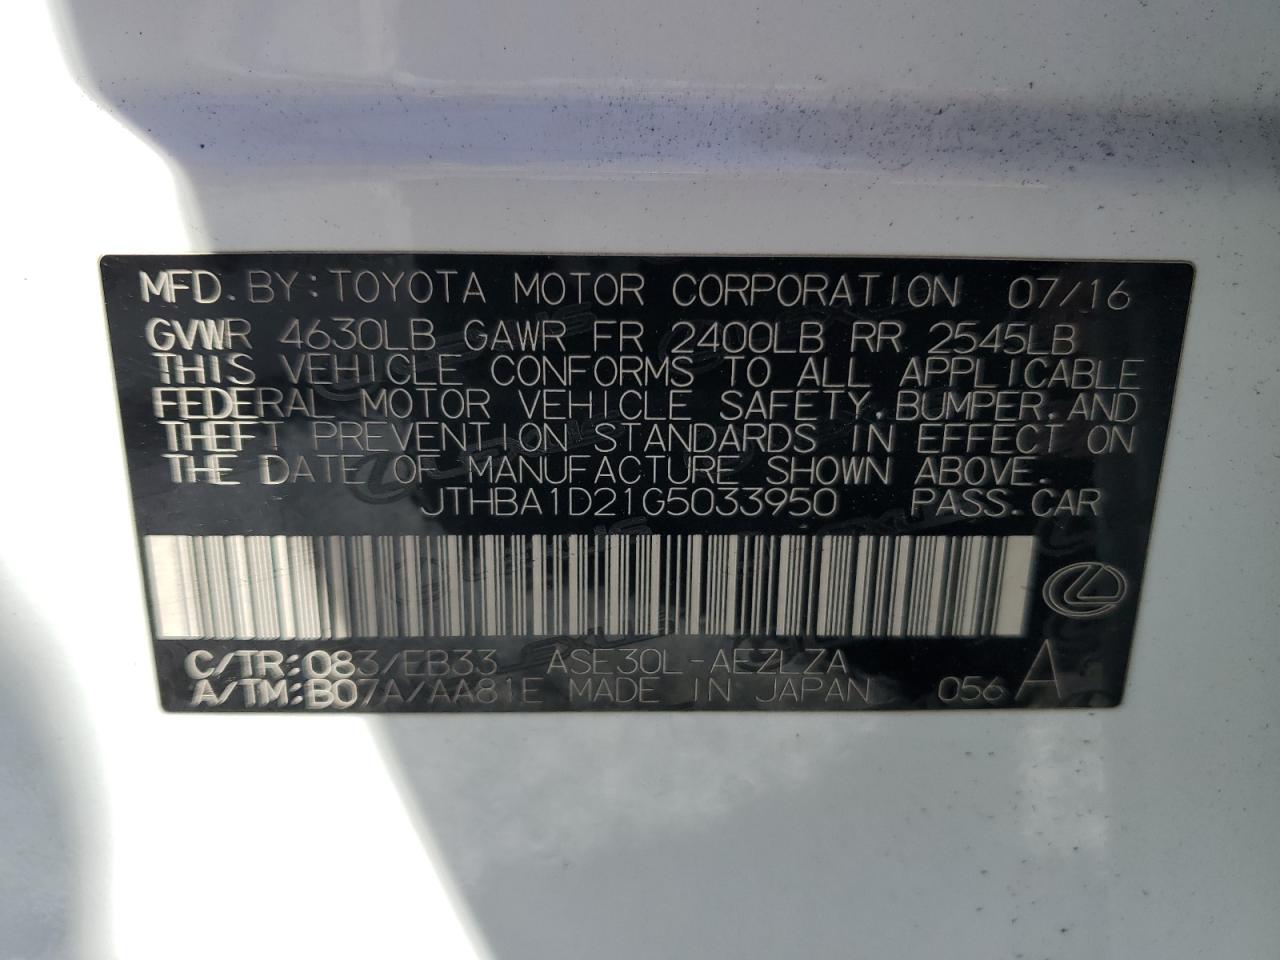 MFD. BY: TOYOTA MOTOR CORPORATION 07/16
GVWR 4630LB GAWR FR 2400LB RR 2545LB
THIS VEHICLE CONFORMS TO ALL APPLICABLE
FEDERAL MOTOR VEHICLE SAFETY, BUMPER, AND
THEFT PREVENTION STANDARDS IN EFFECT ON
THE DATE OF MANUFACTURE SHOWN ABOVE.
JTHBA1D21G5033950 PASS. CAR
C/TR: 083/EB33 ASE30L-AEZLZA
A/TM: B07A/AA81E MADE IN JAPAN 056 A